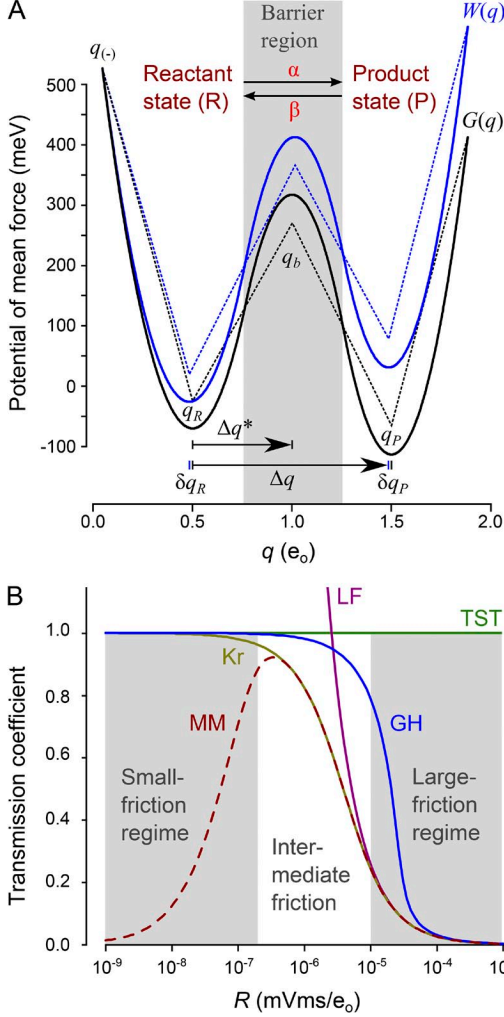 A
Barrier
region
W(q)
q(-)
Reactant
state (R)
α
β
Product
state (P)
G(q)
Potential of mean force (meV)
500
400
300
200
100
0
-100
qb
qR
qP
Δq*
δqR
Δq
δqP
0.0
0.5
1.0
1.5
2.0
q (eo)
B
LF
TST
Kr
MM
GH
Transmission coefficient
1.0
0.8
0.6
0.4
0.2
0.0
Small-
friction
regime
Inter-
mediate
friction
Large-
friction
regime
10-9
10-8
10-7
10-6
10-5
10-4
10-3
R (mVms/eo)